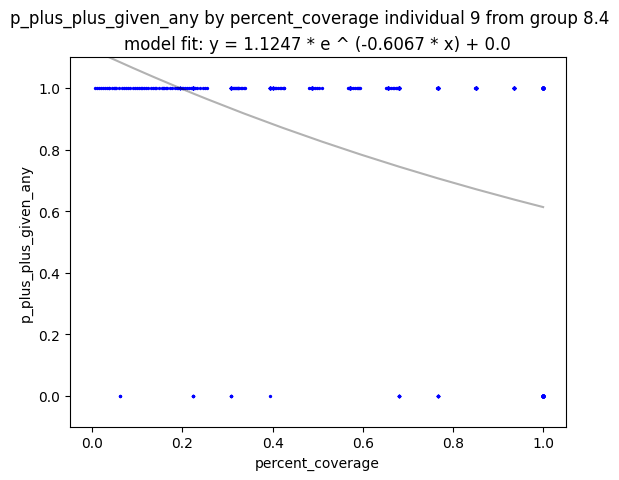 p_plus_plus_given_any by percent_coverage individual 9 from group 8.4
model fit: y = 1.1247 * e ^ (-0.6067 * x) + 0.0
1.0
0.8
0.6
0.4
0.2
0.0
p_plus_plus_given_any
0.0 0.2 0.4 0.6 0.8 1.0
percent_coverage